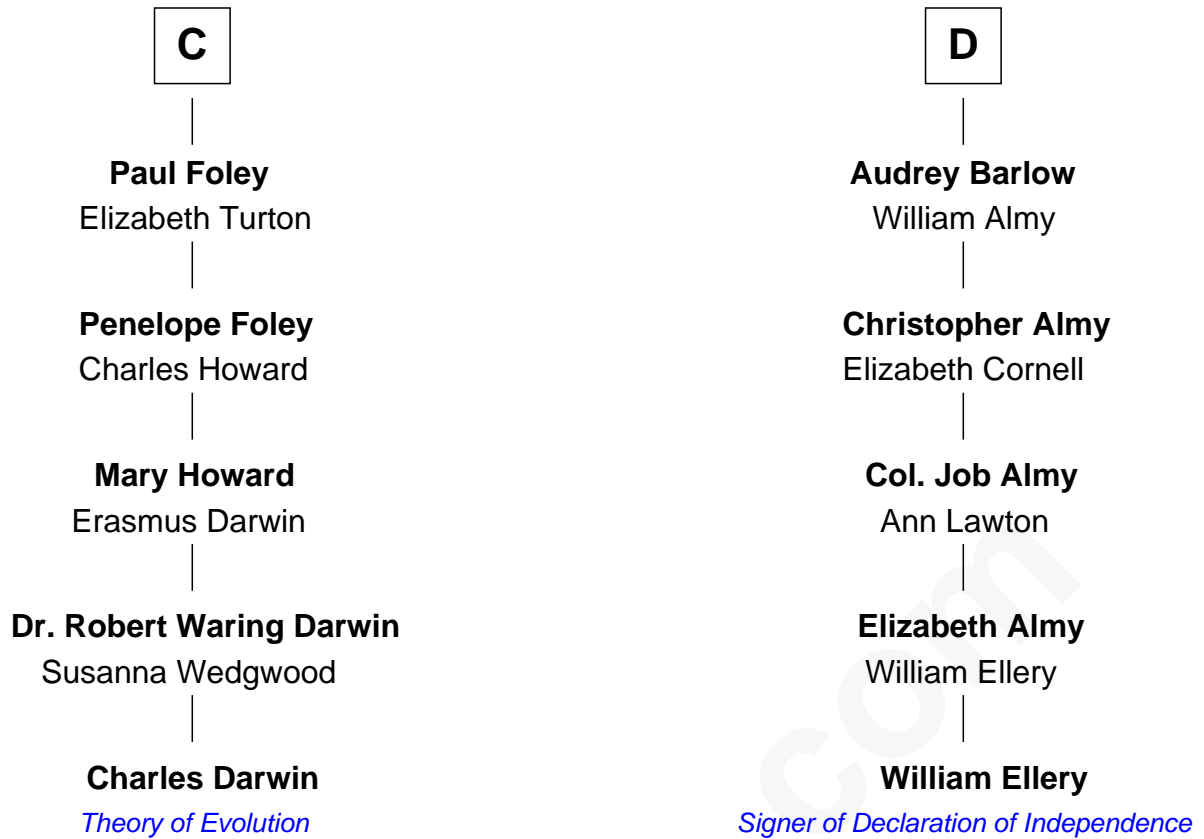 C
Paul Foley
Elizabeth Turton
Penelope Foley
Charles Howard
Mary Howard
Erasmus Darwin
Dr. Robert Waring Darwin
Susanna Wedgwood
Charles Darwin
Theory of Evolution
D
Audrey Barlow
William Almy
Christopher Almy
Elizabeth Cornell
Col. Job Almy
Ann Lawton
Elizabeth Almy
William Ellery
William Ellery
Signer of Declaration of Independence
com